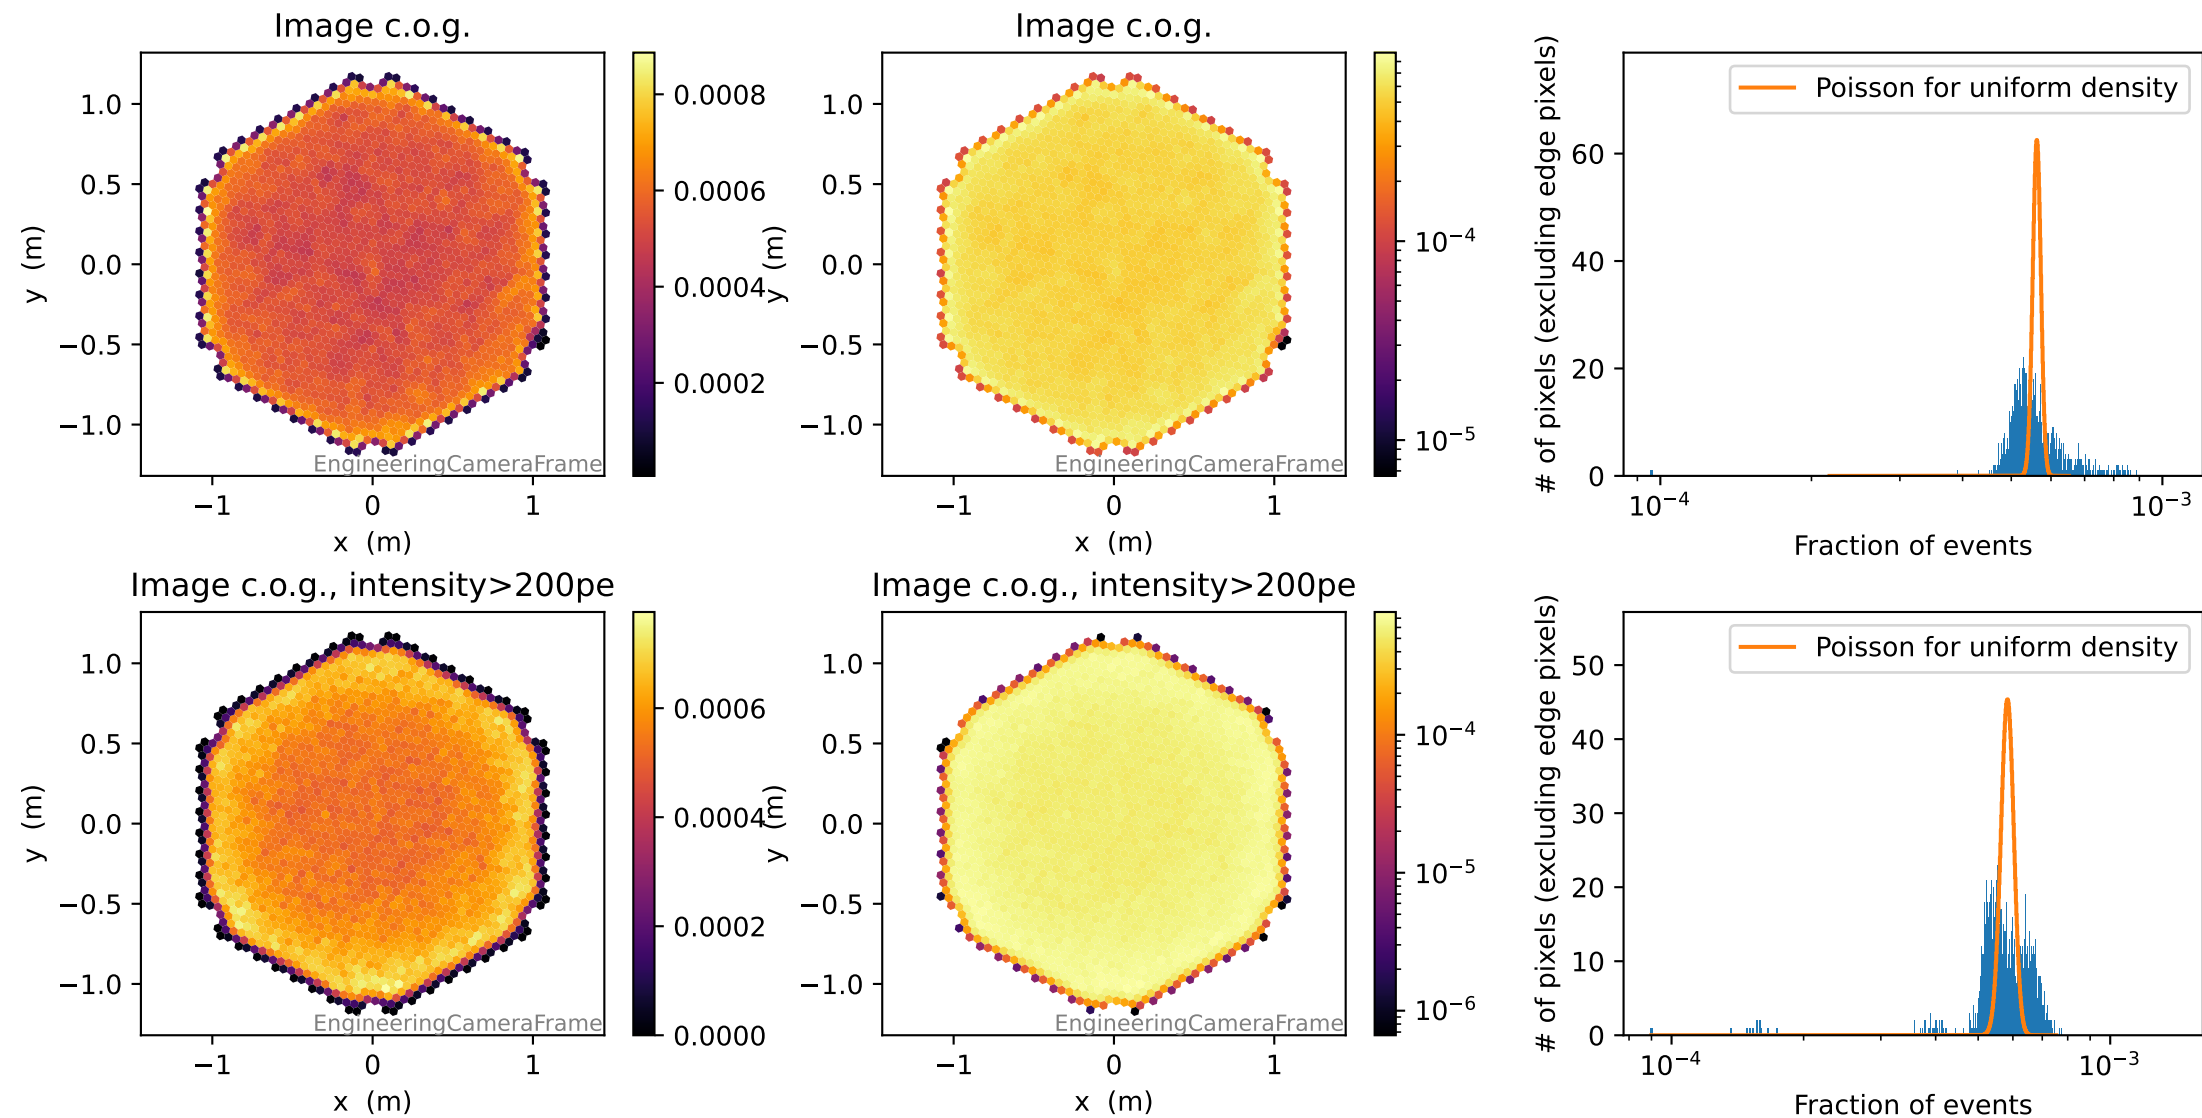 Image c.o.g.
1.0
0.5
0.0
−0.5
−1.0
y (m)
−1 0 1
x (m)
EngineeringCameraFrame
0.0008
0.0006
0.0004
0.0002
Image c.o.g.
1.0
0.5
0.0
−0.5
−1.0
y (m)
−1 0 1
x (m)
EngineeringCameraFrame
10⁻⁴
10⁻⁵
# of pixels (excluding edge pixels)
60
40
20
0
Poisson for uniform density
10⁻⁴ 10⁻³
Fraction of events
Image c.o.g., intensity>200pe
1.0
0.5
0.0
−0.5
−1.0
y (m)
−1 0 1
x (m)
EngineeringCameraFrame
0.0006
0.0004
0.0002
0.0000
Image c.o.g., intensity>200pe
1.0
0.5
0.0
−0.5
−1.0
y (m)
−1 0 1
x (m)
EngineeringCameraFrame
10⁻⁴
10⁻⁵
10⁻⁶
# of pixels (excluding edge pixels)
50
40
30
20
10
0
Poisson for uniform density
10⁻⁴ 10⁻³
Fraction of events